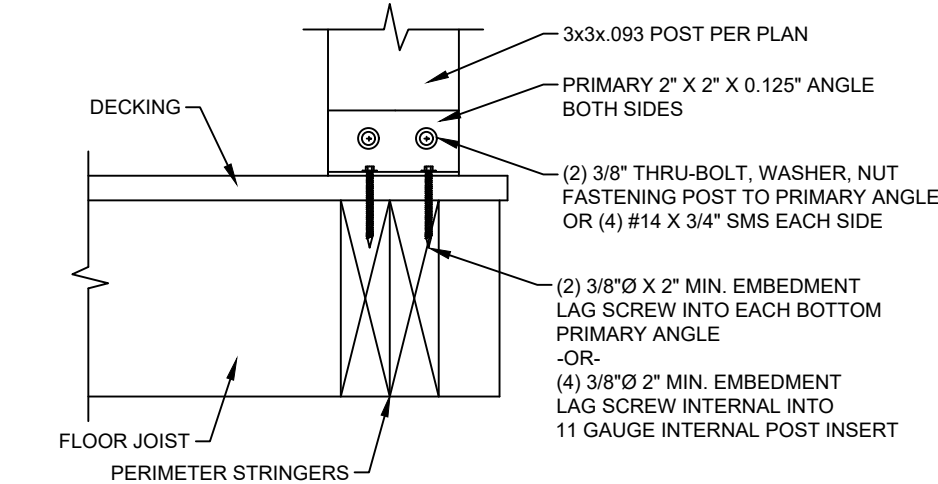 3x3x.093 POST PER PLAN
PRIMARY 2" X 2" X 0.125" ANGLE
BOTH SIDES
DECKING
(2) 3/8" THRU-BOLT, WASHER, NUT
FASTENING POST TO PRIMARY ANGLE
OR (4) #14 X 3/4" SMS EACH SIDE
(2) 3/8"Ø X 2" MIN. EMBEDMENT
LAG SCREW INTO EACH BOTTOM
PRIMARY ANGLE
-OR-
(4) 3/8"Ø 2" MIN. EMBEDMENT
LAG SCREW INTERNAL INTO
11 GAUGE INTERNAL POST INSERT
FLOOR JOIST
PERIMETER STRINGERS